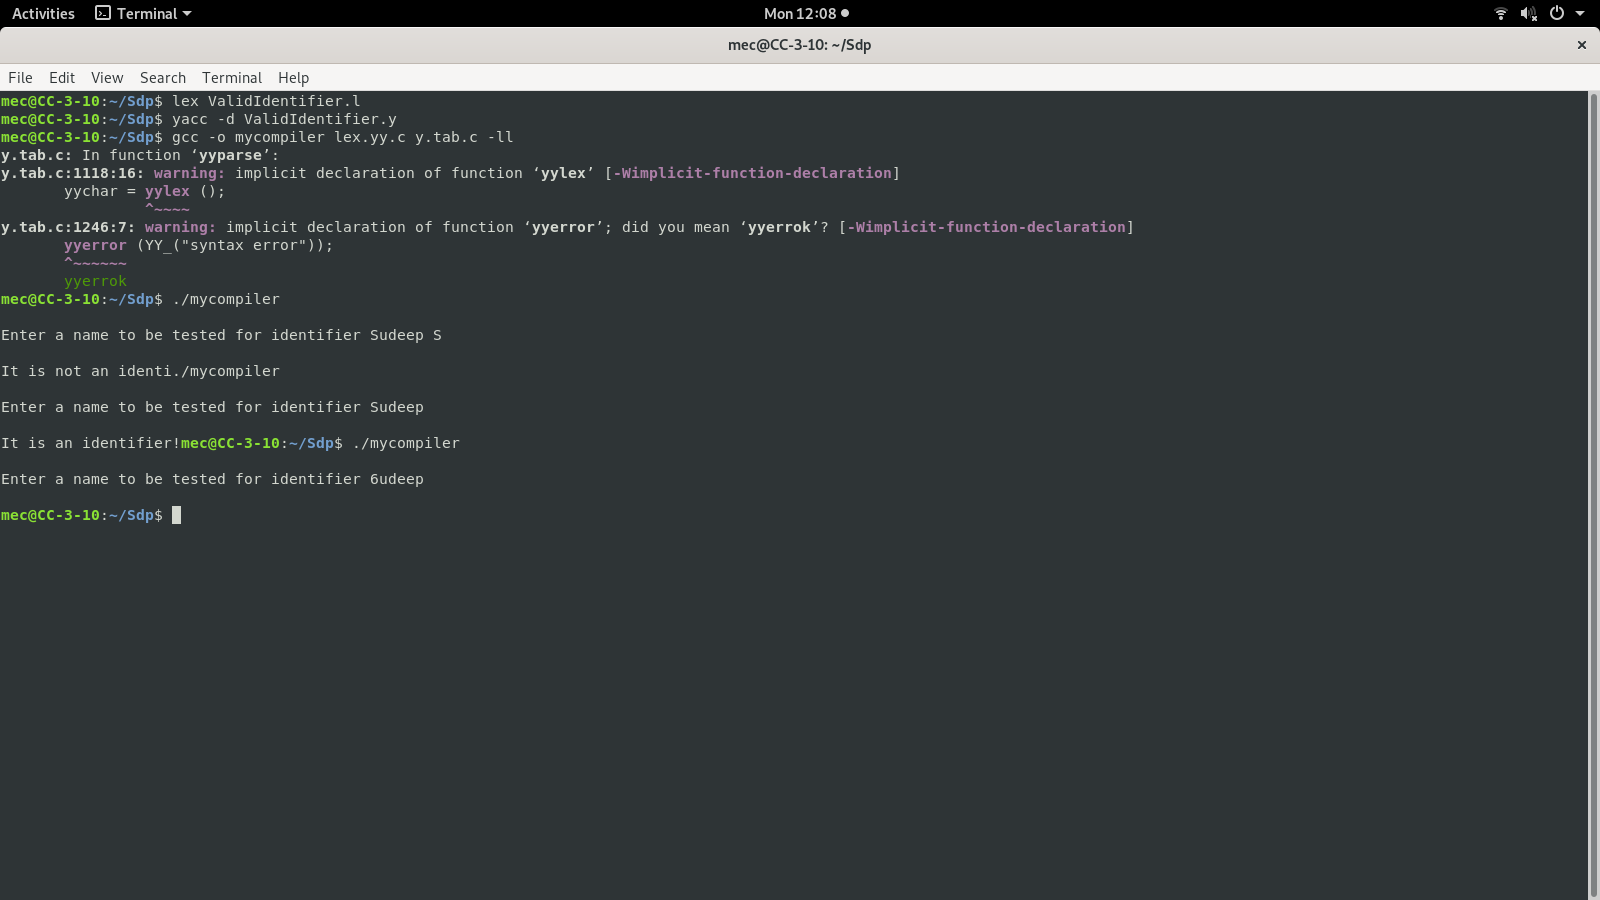 Activities Terminal Mon 12:08
mec@CC-3-10: ~/Sdp
File Edit View Search Terminal Help
mec@CC-3-10:~/Sdp$ lex ValidIdentifier.l
mec@CC-3-10:~/Sdp$ yacc -d ValidIdentifier.y
mec@CC-3-10:~/Sdp$ gcc -o mycompiler lex.yy.c y.tab.c -ll
y.tab.c: In function ‘yyparse’:
y.tab.c:1118:16: warning: implicit declaration of function ‘yylex’ [-Wimplicit-function-declaration]
       yychar = yylex ();
                ^~~~~
y.tab.c:1246:7: warning: implicit declaration of function ‘yyerror’; did you mean ‘yyerrok’? [-Wimplicit-function-declaration]
       yyerror (YY_("syntax error"));
       ^~~~~~~
       yyerrok
mec@CC-3-10:~/Sdp$ ./mycompiler
Enter a name to be tested for identifier Sudeep S
It is not an identi./mycompiler
Enter a name to be tested for identifier Sudeep
It is an identifier!mec@CC-3-10:~/Sdp$ ./mycompiler
Enter a name to be tested for identifier 6udeep
mec@CC-3-10:~/Sdp$